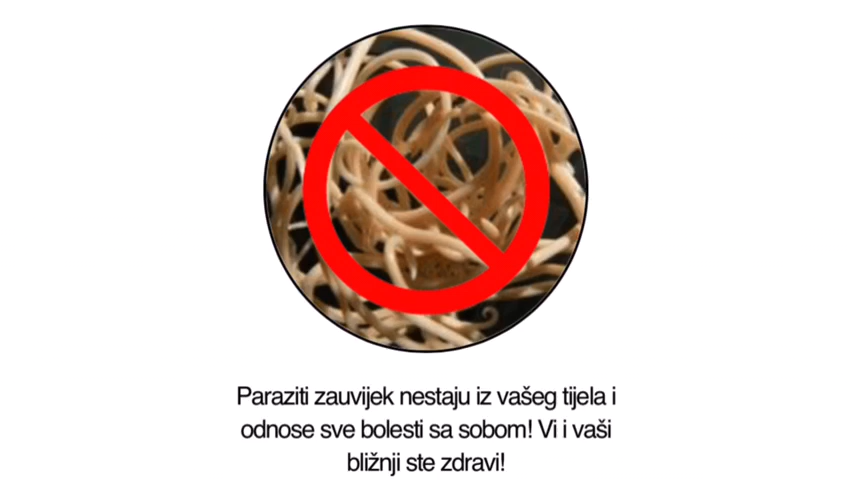 Paraziti zauvijek nestaju iz vašeg tijela i
odnose sve bolesti sa sobom! Vi i vaši
bližnji ste zdravi!